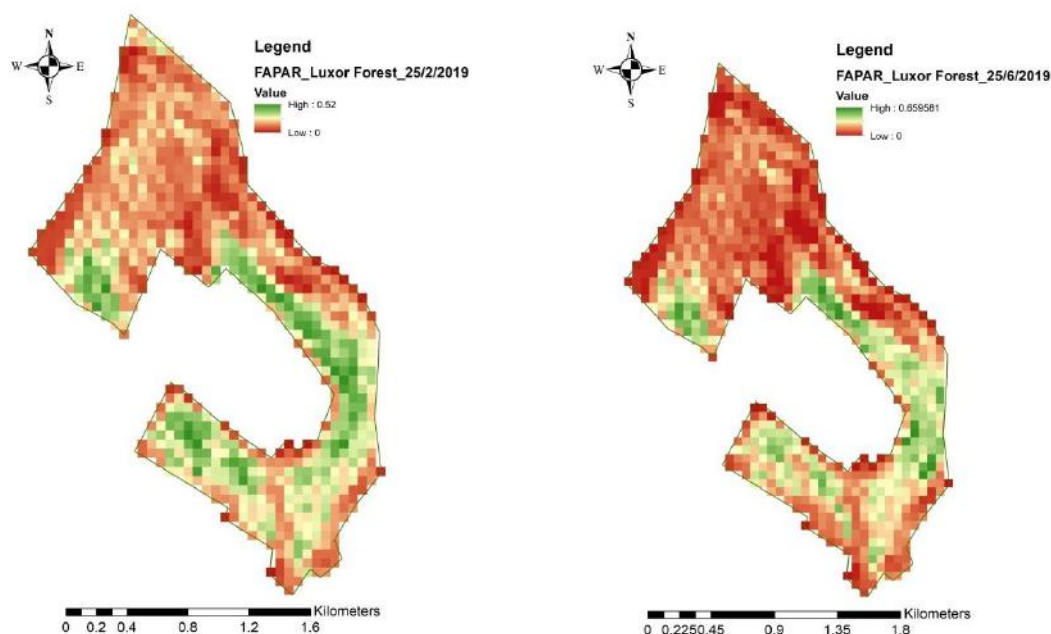 N
W E
S
Legend
FAPAR_Luxor Forest_25/2/2019
Value
High : 0.52
Low : 0
Kilometers
0 0.2 0.4 0.8 1.2 1.6
N
W E
S
Legend
FAPAR_Luxor Forest_25/6/2019
Value
High : 0.659581
Low : 0
Kilometers
0 0.2250.45 0.9 1.35 1.8